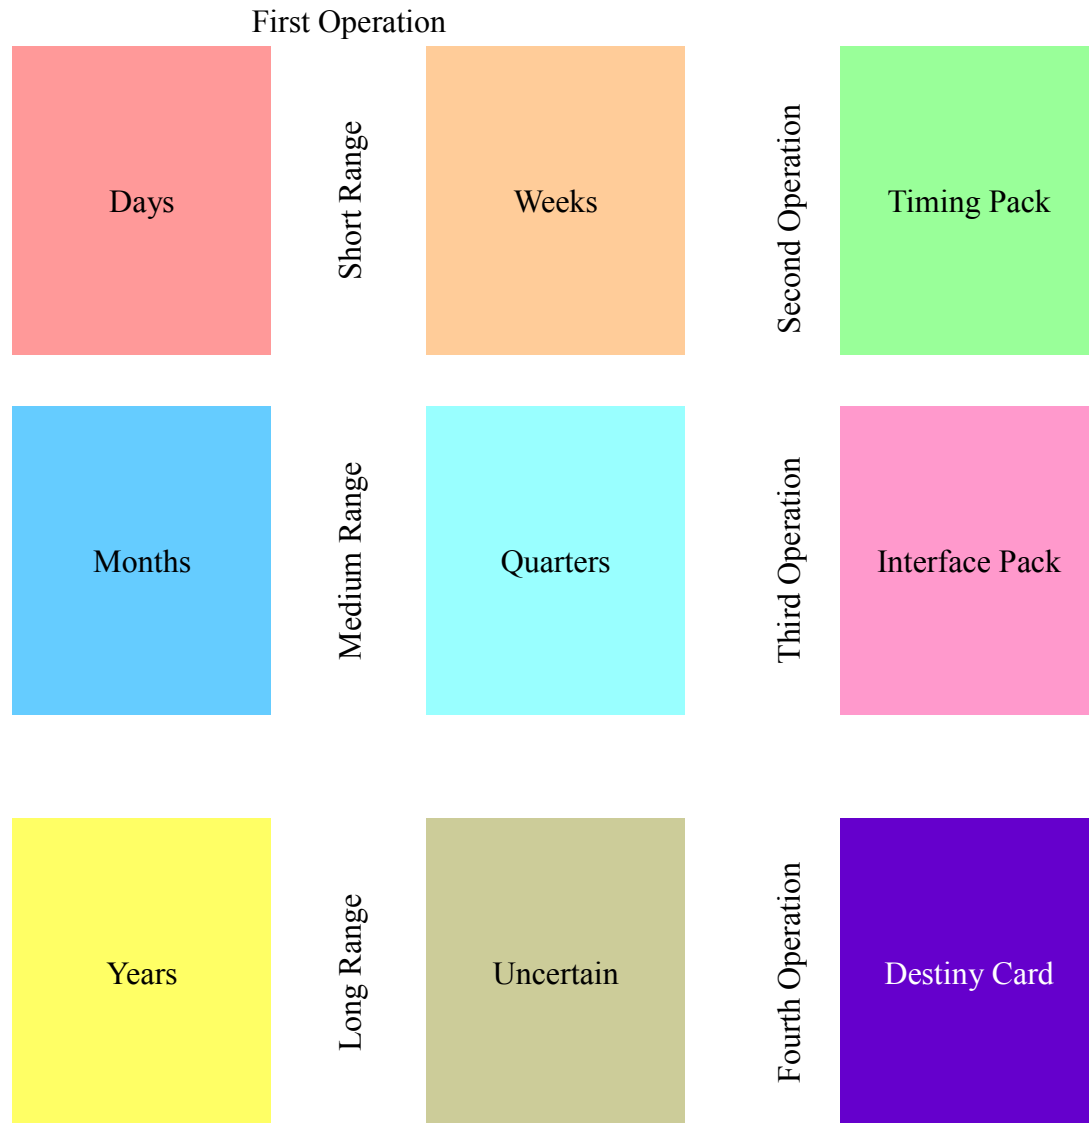 First Operation
Days
Short Range
Weeks
Second Operation
Timing Pack
Months
Medium Range
Quarters
Third Operation
Interface Pack
Years
Long Range
Uncertain
Fourth Operation
Destiny Card